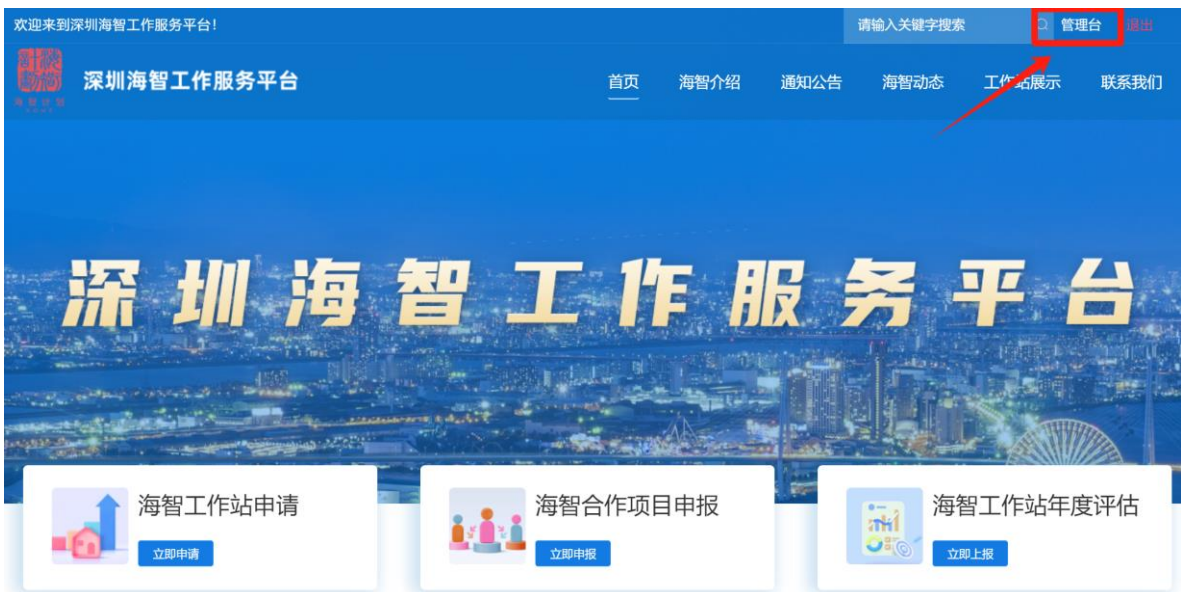 欢迎来到深圳海智工作服务平台!
请输入关键字搜索
管理台
退出
海智计划
深圳海智工作服务平台
首页 海智介绍 通知公告 海智动态 工作站展示 联系我们
深圳海智工作服务平台
海智工作站申请
立即申请
海智合作项目申报
立即申报
海智工作站年度评估
立即上报